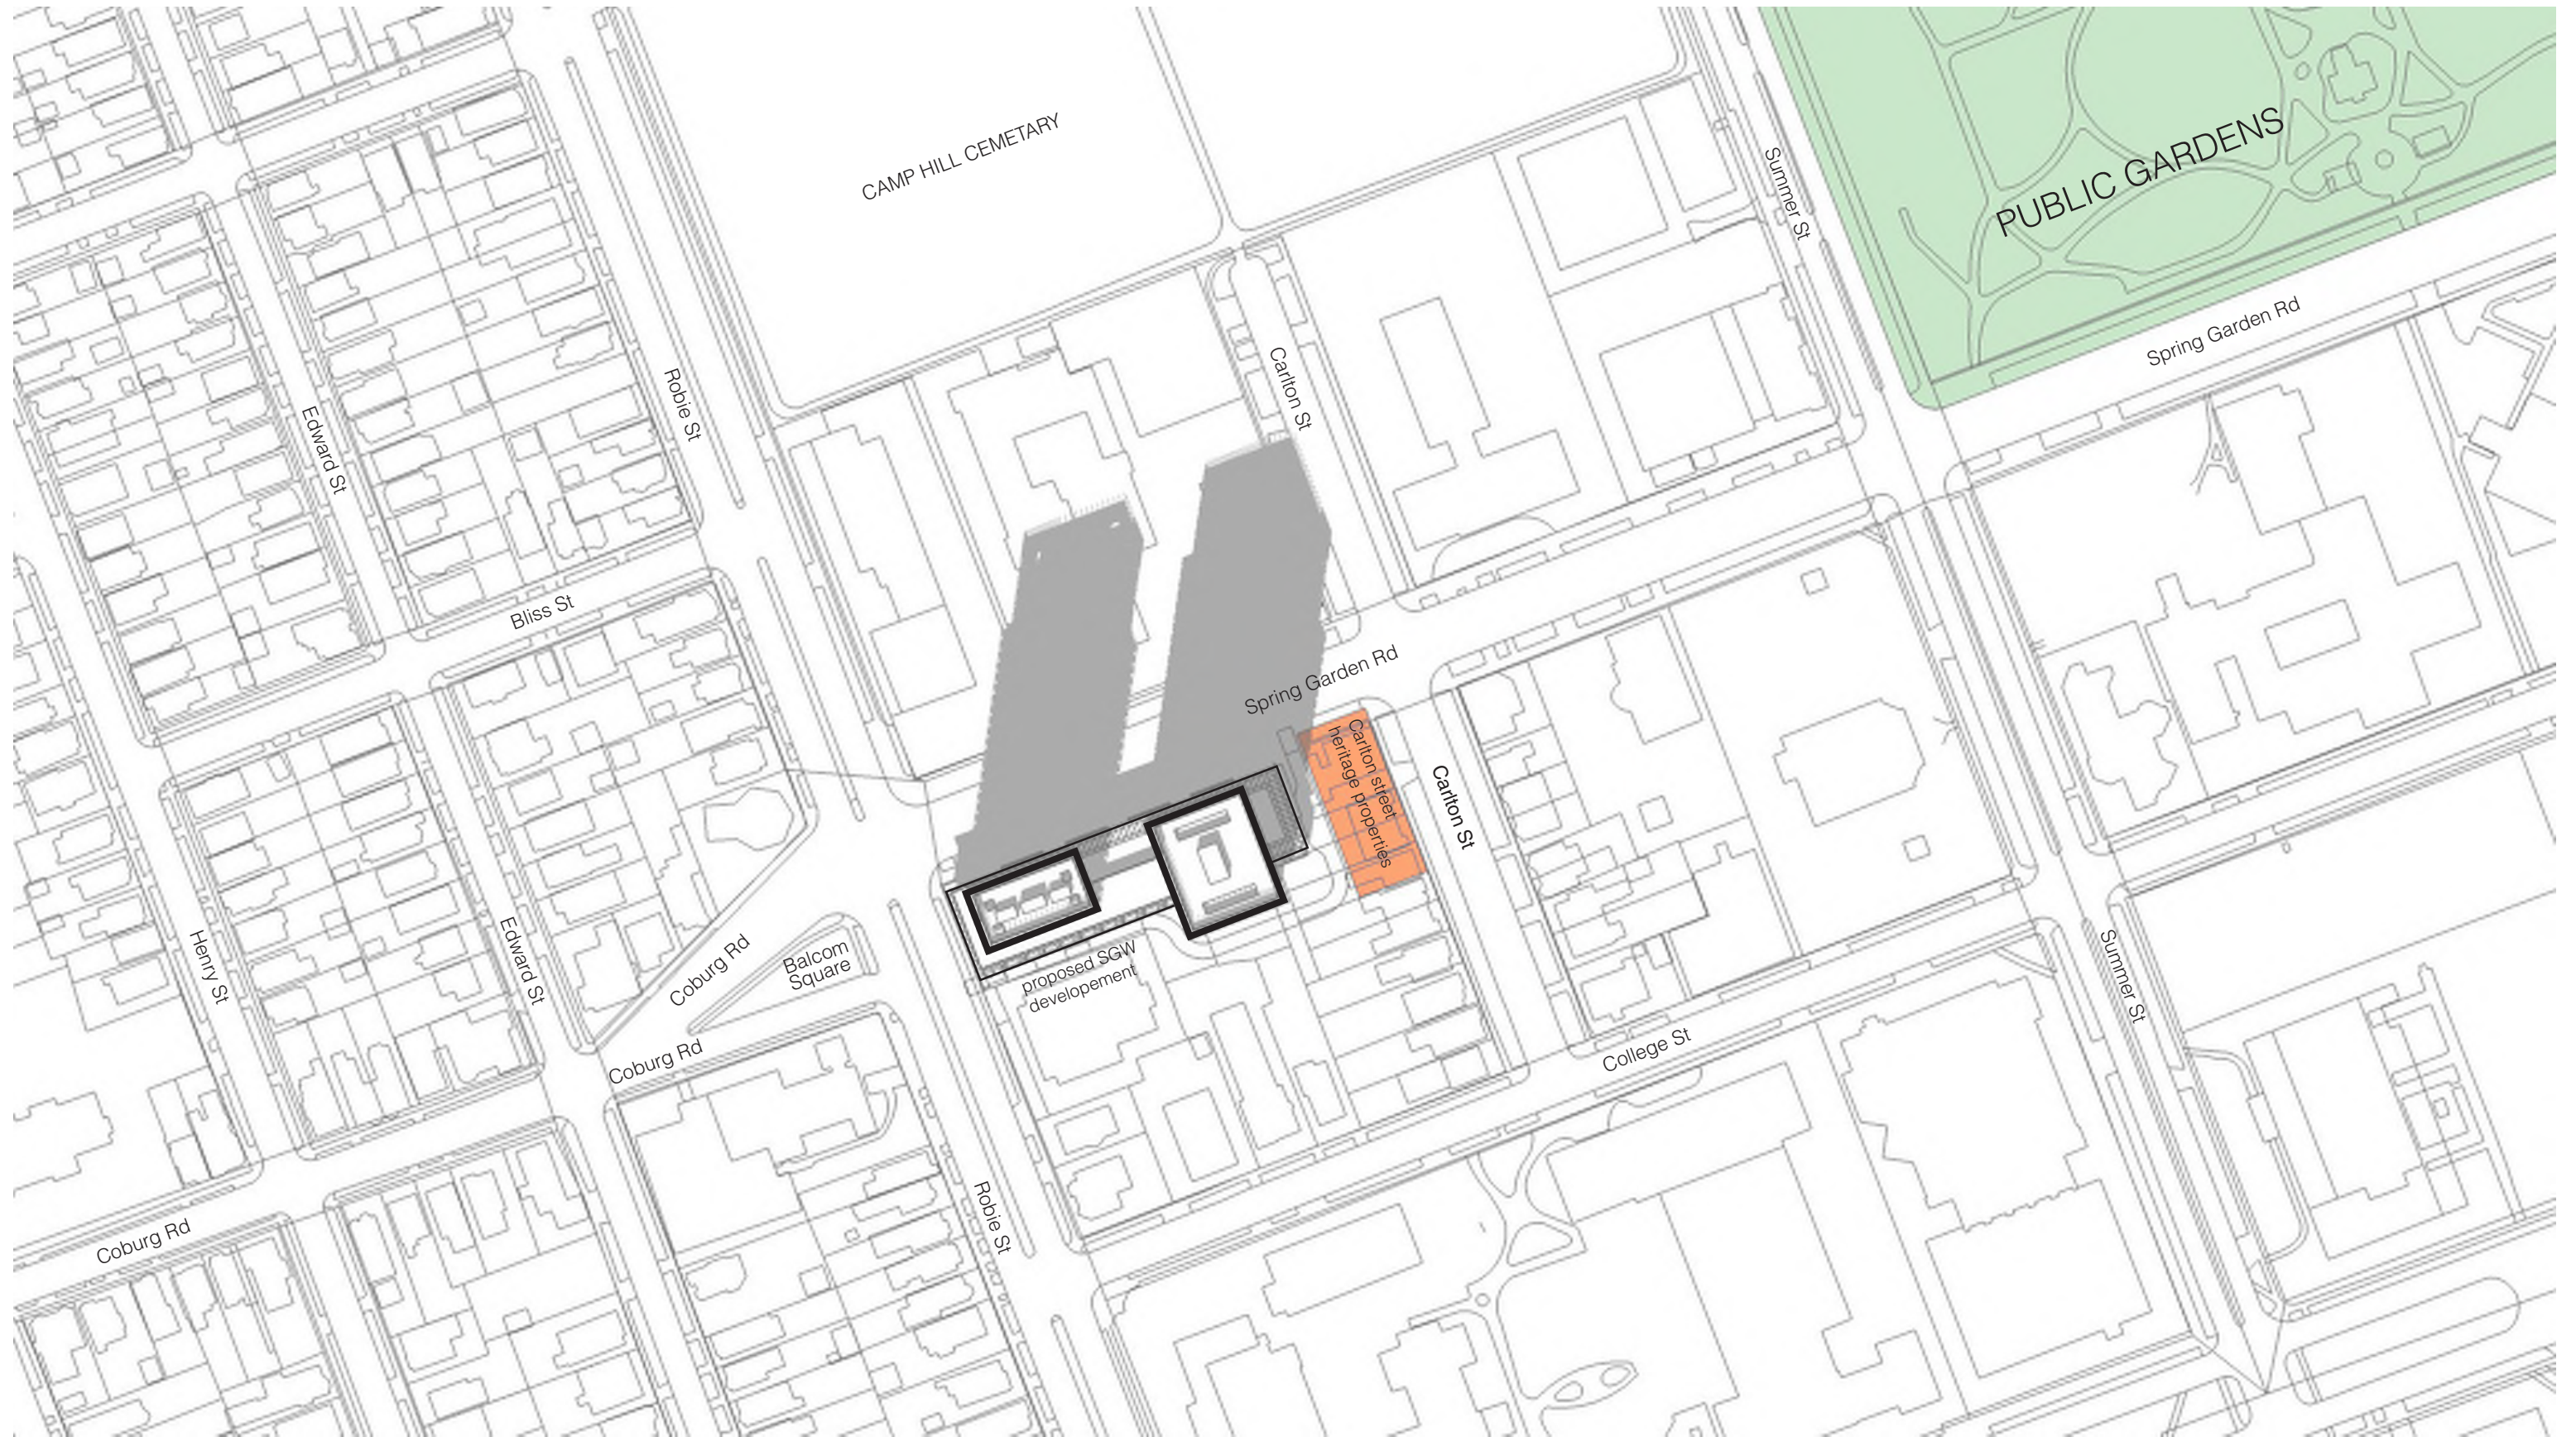 CAMP HILL CEMETARY
PUBLIC GARDENS
Summer St
Spring Garden Rd
Carlton St
Robie St
Edward St
Bliss St
Spring Garden Rd
Carlton street
heritage properties
Carlton St
Henry St
Edward St
Coburg Rd
Balcom
Square
proposed SGW
developement
Summer St
Coburg Rd
College St
Robie St
Coburg Rd